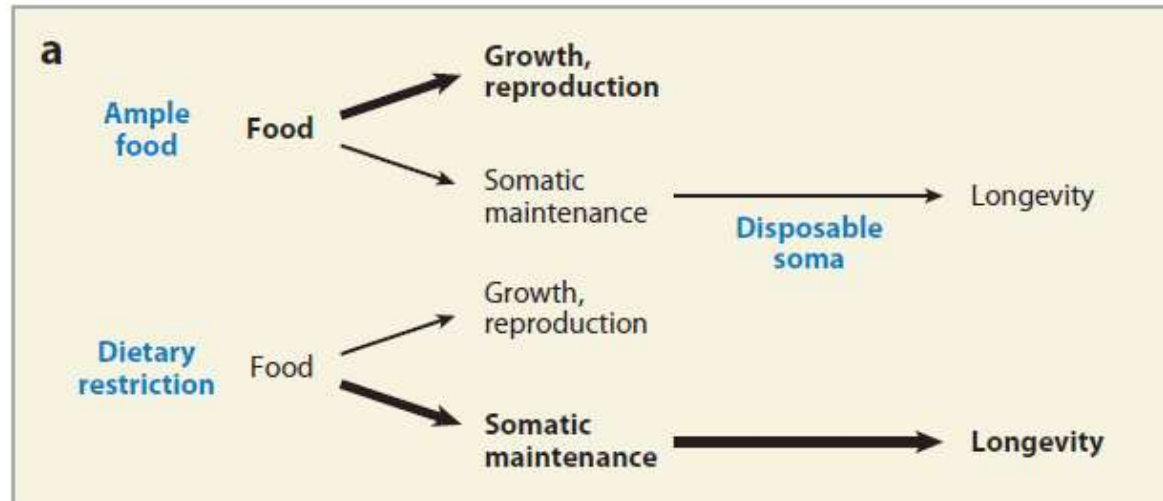 a
Growth,
reproduction
Ample
food
Food
Somatic
maintenance
Longevity
Disposable
soma
Growth,
reproduction
Dietary
restriction
Food
Somatic
maintenance
Longevity